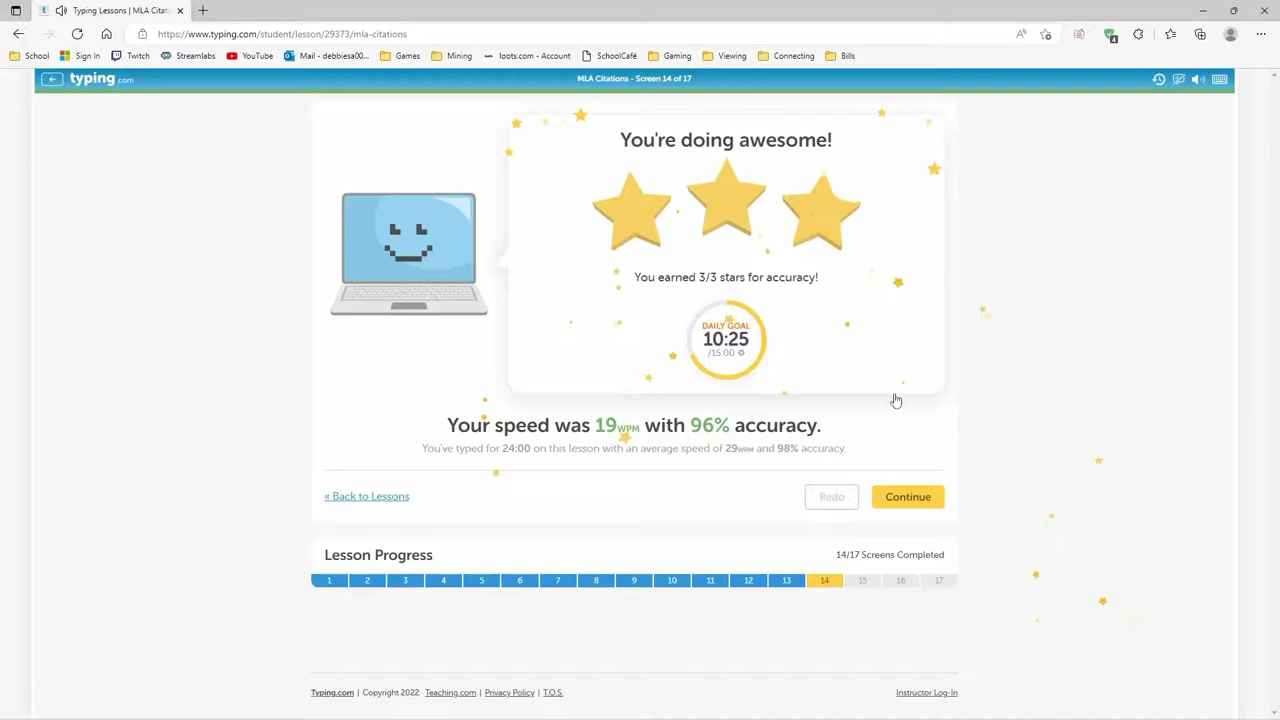 Typing Lessons | MLA Citati
https://www.typing.com/student/lesson/29373/mla-citations
School Sign In Twitch Streamlabs YouTube Mail - debbiesa00... Games Mining loots.com - Account SchoolCafé Gaming Viewing Connecting Bills
typing.com MLA Citations - Screen 14 of 17
You're doing awesome!
You earned 3/3 stars for accuracy!
DAILY GOAL
10:25
/15:00
Your speed was 19WPM with 96% accuracy.
You've typed for 24:00 on this lesson with an average speed of 29WPM and 98% accuracy.
« Back to Lessons Redo Continue
Lesson Progress 14/17 Screens Completed
1 2 3 4 5 6 7 8 9 10 11 12 13 14 15 16 17
Typing.com | Copyright 2022 Teaching.com | Privacy Policy | T.O.S. Instructor Log-In